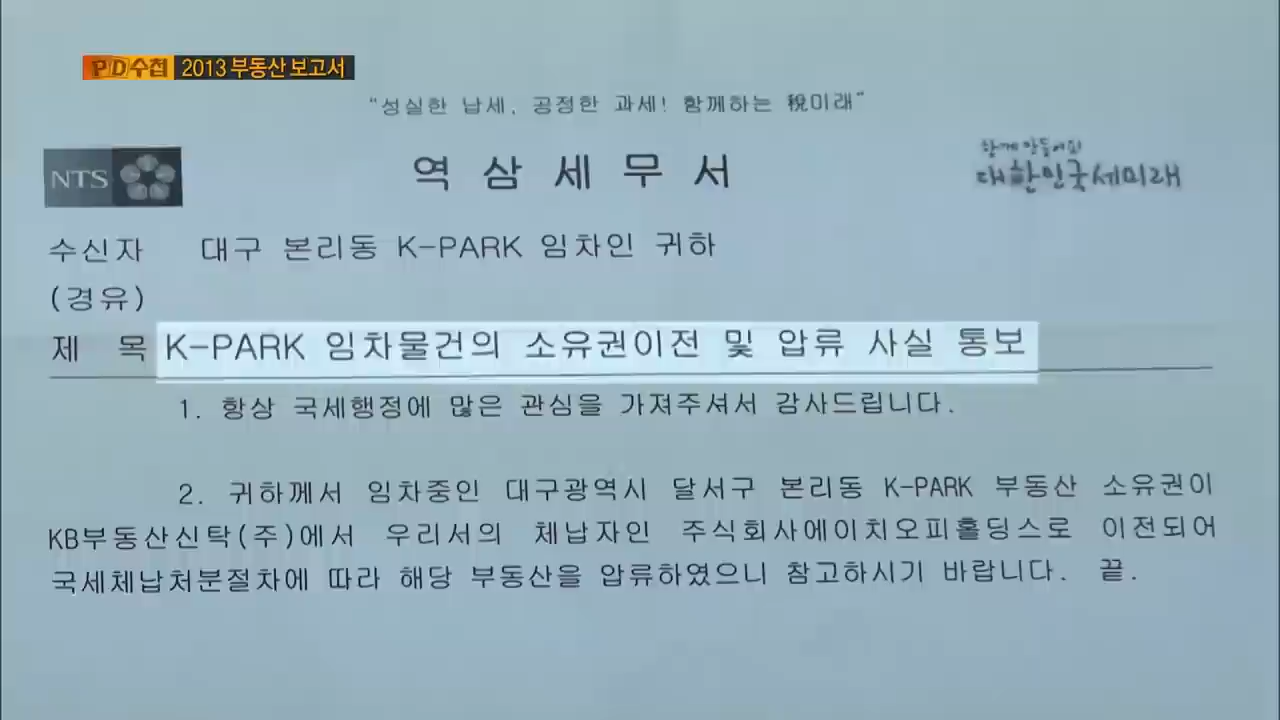 PD수첩 2013 부동산 보고서
"성실한 납세, 공정한 과세! 함께하는 稅미래"
NTS
역삼세무서
함께 만들어요
대한민국세미래
수신자 대구 본리동 K-PARK 임차인 귀하
(경유)
제 목 K-PARK 임차물건의 소유권이전 및 압류 사실 통보
1. 항상 국세행정에 많은 관심을 가져주셔서 감사드립니다.
2. 귀하께서 임차중인 대구광역시 달서구 본리동 K-PARK 부동산 소유권이
KB부동산신탁(주)에서 우리서의 체납자인 주식회사에이치오피홀딩스로 이전되어
국세체납처분절차에 따라 해당 부동산을 압류하였으니 참고하시기 바랍니다. 끝.